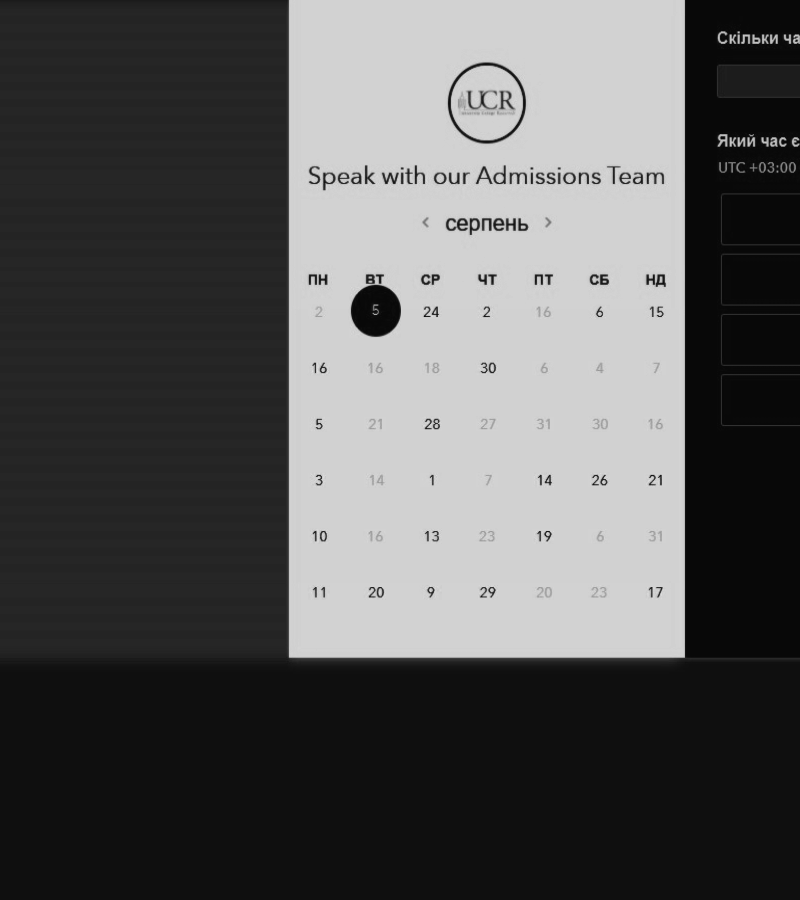 UCR
Speak with our Admissions Team
< серпень >
ПН ВТ СР ЧТ ПТ СБ НД
2 5 24 2 16 6 15
16 16 18 30 6 4 7
5 21 28 27 31 30 16
3 14 1 7 14 26 21
10 16 13 23 19 6 31
11 20 9 29 20 23 17
Скільки ча
Який час є
UTC +03:00